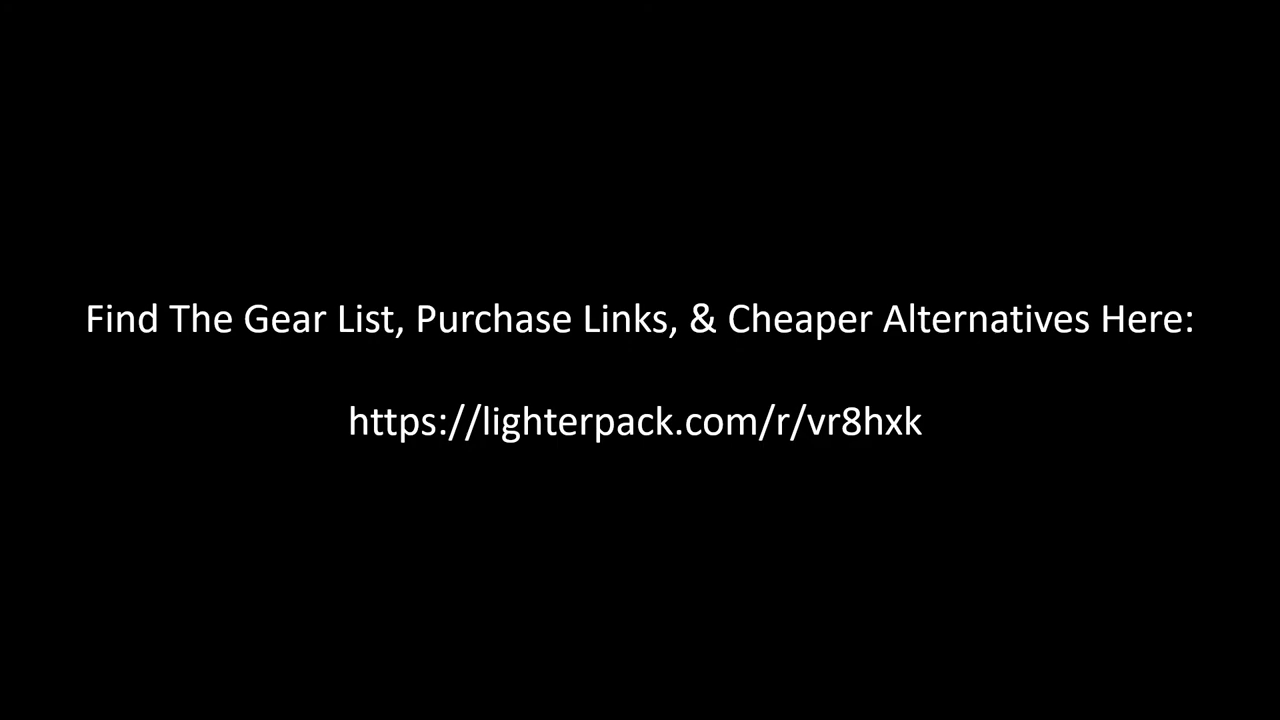 Find The Gear List, Purchase Links, & Cheaper Alternatives Here:
https://lighterpack.com/r/vr8hxk